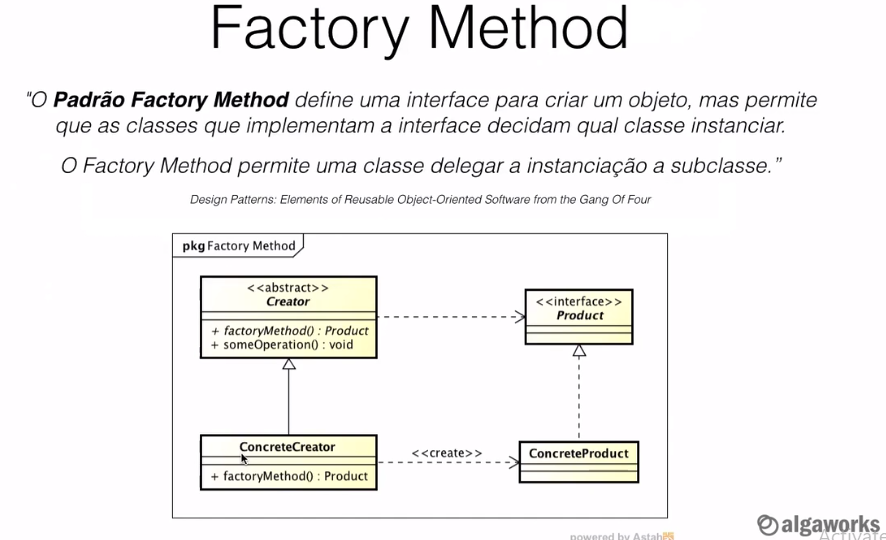 Factory Method
"O Padrão Factory Method define uma interface para criar um objeto, mas permite
que as classes que implementam a interface decidam qual classe instanciar.
O Factory Method permite uma classe delegar a instanciação a subclasse.”
Design Patterns: Elements of Reusable Object-Oriented Software from the Gang Of Four
pkg Factory Method
<<abstract>>
Creator
+ factoryMethod() : Product
+ someOperation() : void
<<interface>>
Product
ConcreteCreator
+ factoryMethod() : Product
<<create>>
ConcreteProduct
powered by Astah
algaworks
Activate